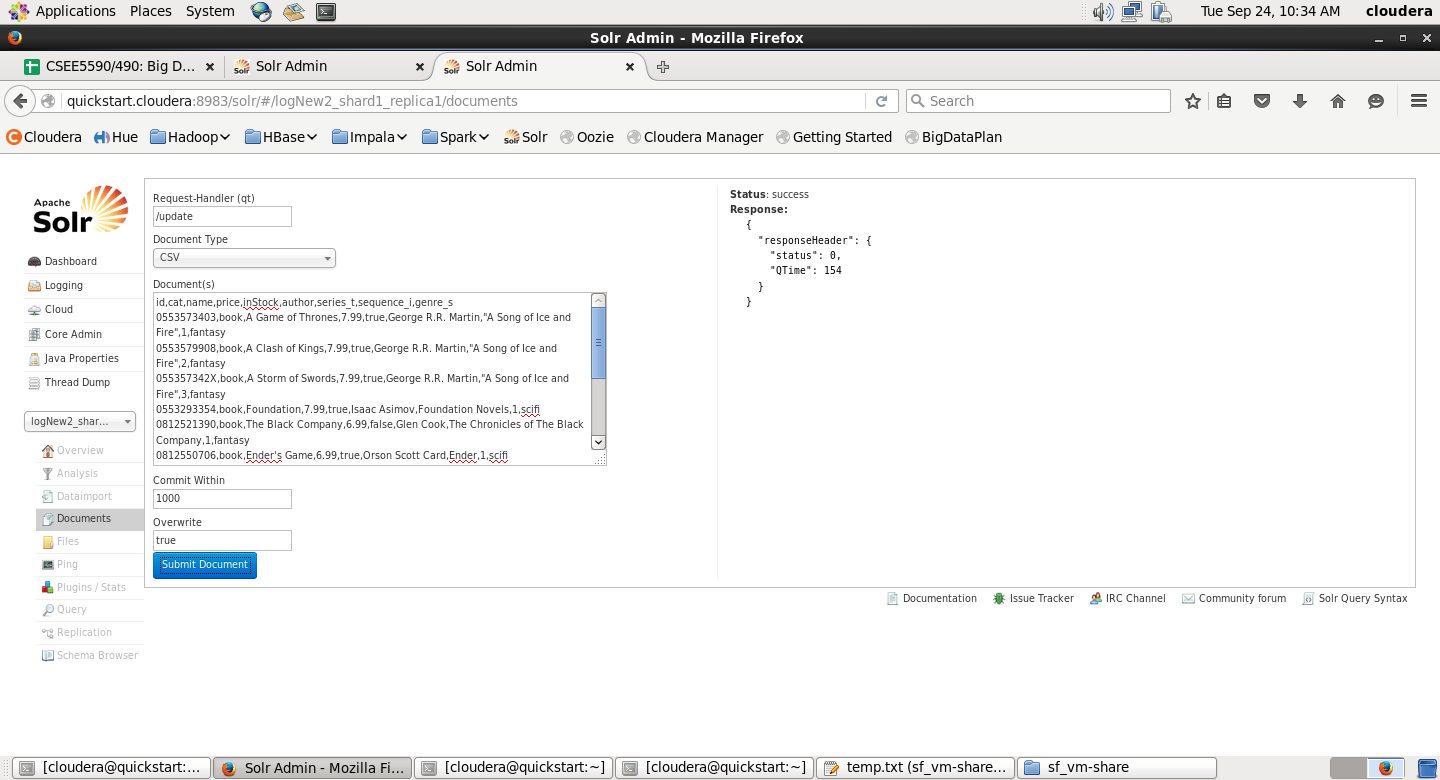 Applications Places System Tue Sep 24, 10:34 AM cloudera
Solr Admin - Mozilla Firefox
CSEE5590/490: Big D... Solr Admin Solr Admin
quickstart.cloudera:8983/solr/#/logNew2_shard1_replica1/documents Search
Cloudera Hue Hadoop HBase Impala Spark Solr Oozie Cloudera Manager Getting Started BigDataPlan
Apache
Solr
Dashboard
Logging
Cloud
Core Admin
Java Properties
Thread Dump
logNew2_shar...
Overview
Analysis
Dataimport
Documents
Files
Ping
Plugins / Stats
Query
Replication
Schema Browser
Request-Handler (qt)
/update
Document Type
CSV
Document(s)
id,cat,name,price,inStock,author,series_t,sequence_i,genre_s
0553573403,book,A Game of Thrones,7.99,true,George R.R. Martin,"A Song of Ice and
Fire",1,fantasy
0553579908,book,A Clash of Kings,7.99,true,George R.R. Martin,"A Song of Ice and
Fire",2,fantasy
055357342X,book,A Storm of Swords,7.99,true,George R.R. Martin,"A Song of Ice and
Fire",3,fantasy
0553293354,book,Foundation,7.99,true,Isaac Asimov,Foundation Novels,1,scifi
0812521390,book,The Black Company,6.99,false,Glen Cook,The Chronicles of The Black
Company,1,fantasy
0812550706,book,Ender's Game,6.99,true,Orson Scott Card,Ender,1,scifi
Commit Within
1000
Overwrite
true
Submit Document
Status: success
Response:
{
"responseHeader": {
"status": 0,
"QTime": 154
}
}
Documentation Issue Tracker IRC Channel Community forum Solr Query Syntax
[cloudera@quickstart:... Solr Admin - Mozilla Fi... [cloudera@quickstart:~] [cloudera@quickstart:~] temp.txt (sf_vm-share... sf_vm-share